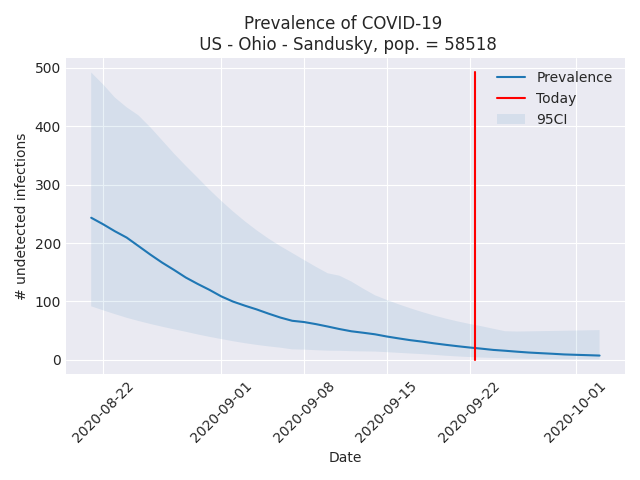 Prevalence of COVID-19
US - Ohio - Sandusky, pop. = 58518
# undetected infections
500
400
300
200
100
0
Prevalence
Today
95CI
2020-08-22
2020-09-01
2020-09-08
2020-09-15
2020-09-22
2020-10-01
Date